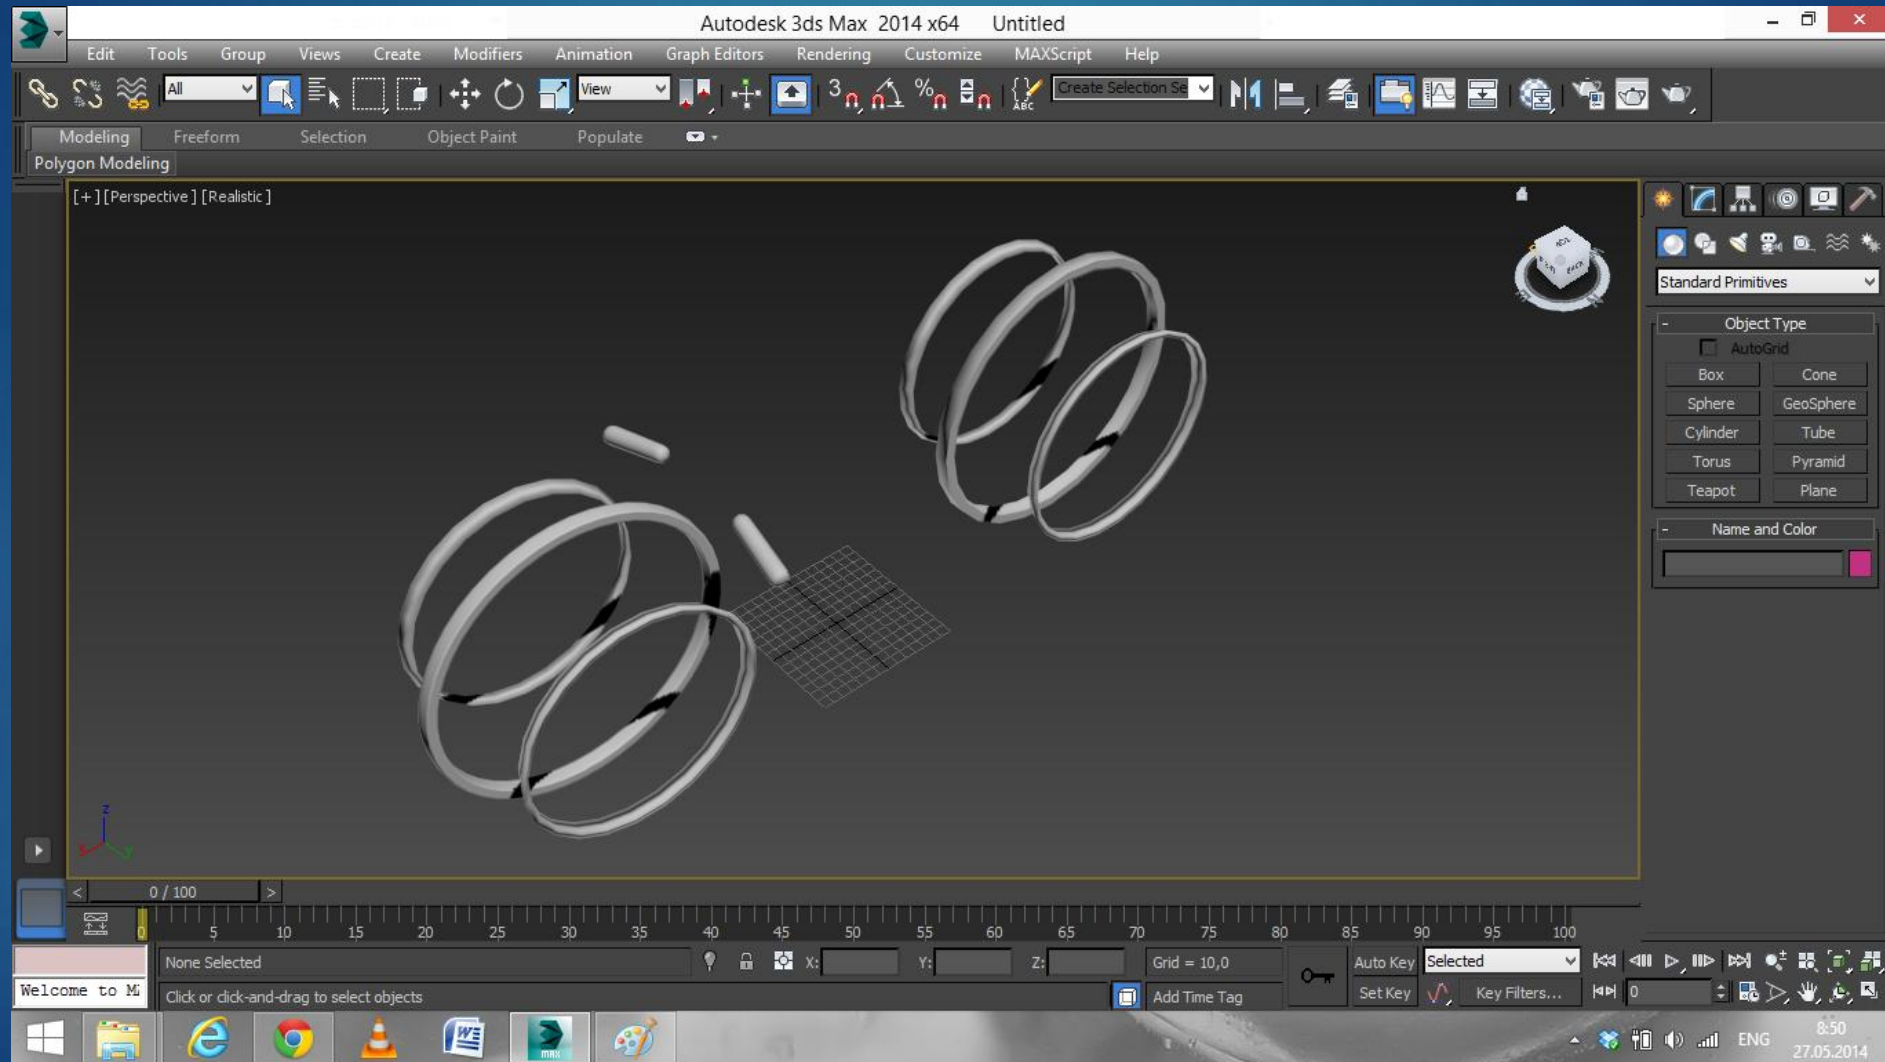 Autodesk 3ds Max 2014 x64 Untitled
Edit Tools Group Views Create Modifiers Animation Graph Editors Rendering Customize MAXScript Help
All View 3 Create Selection Se
Modeling Freeform Selection Object Paint Populate
Polygon Modeling
[+][Perspective][Realistic]
Standard Primitives
- Object Type
AutoGrid
Box Cone
Sphere GeoSphere
Cylinder Tube
Torus Pyramid
Teapot Plane
- Name and Color
z
x y
< 0 / 100 >
0 5 10 15 20 25 30 35 40 45 50 55 60 65 70 75 80 85 90 95 100
None Selected X: Y: Z: Grid = 10,0 Auto Key Selected
Welcome to M Click or click-and-drag to select objects Add Time Tag Set Key Key Filters... 0
MAX ENG 8:50
27.05.2014